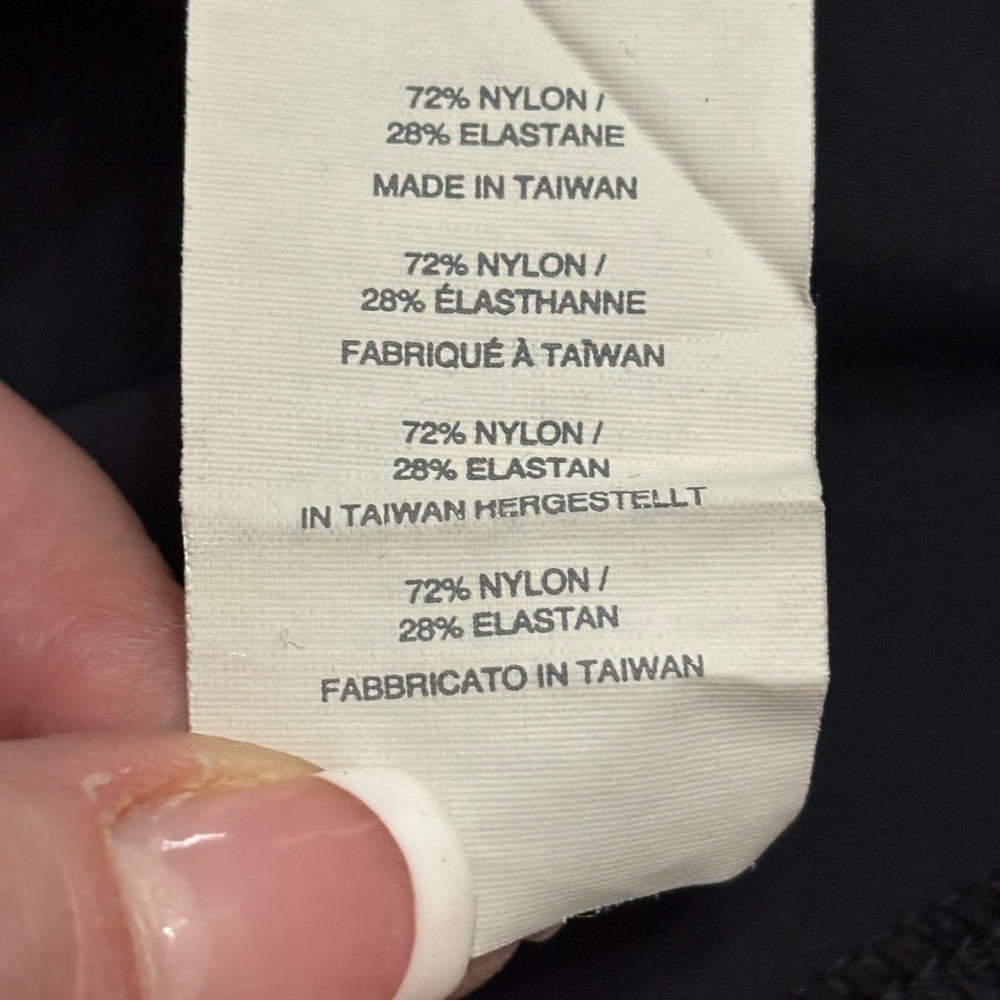 72% NYLON /
28% ELASTANE
MADE IN TAIWAN
72% NYLON /
28% ÉLASTHANNE
FABRIQUÉ À TAÏWAN
72% NYLON /
28% ELASTAN
IN TAIWAN HERGESTELLT
72% NYLON /
28% ELASTAN
FABBRICATO IN TAIWAN